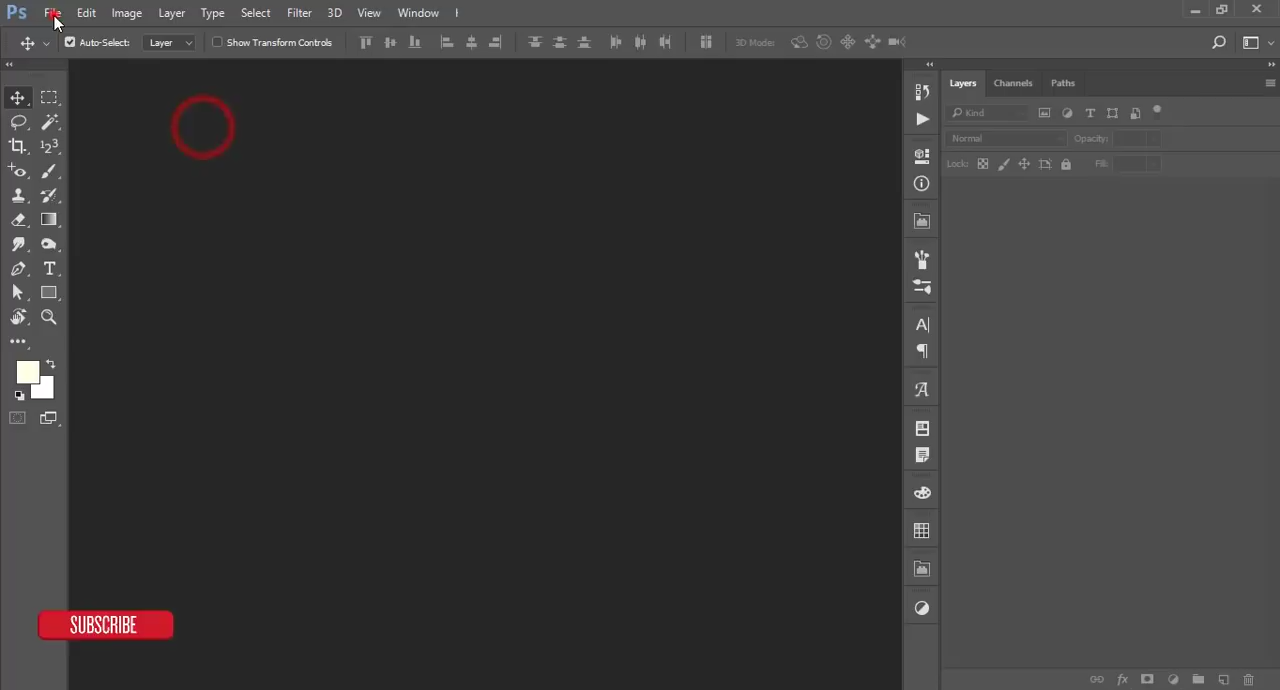 Ps File Edit Image Layer Type Select Filter 3D View Window
Auto-Select: Layer Show Transform Controls 3D Mode:
Layers Channels Paths
Kind
Normal Opacity:
Lock: Fill:
SUBSCRIBE